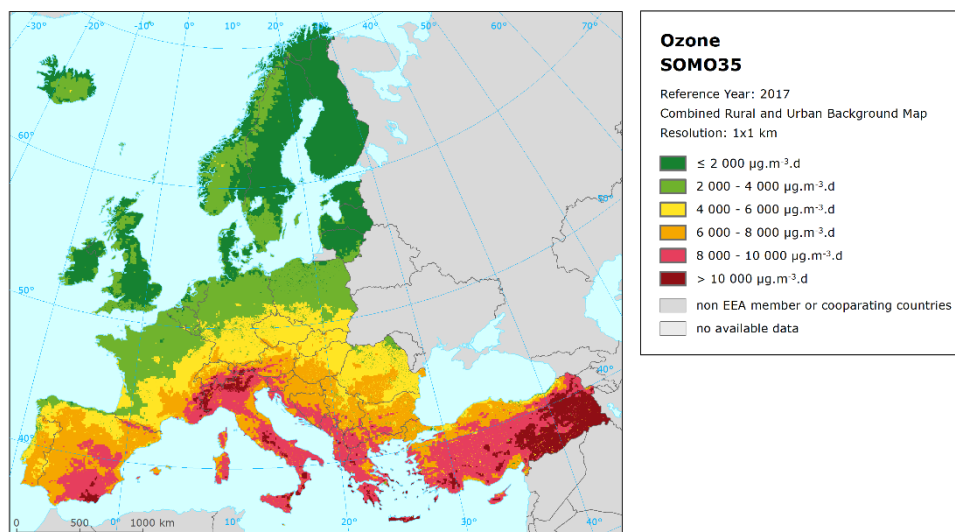 -30° -20° -10° 0° 10° 20° 30° 40° 50° 60° 70°
60°
50°
50°
40°
40°
0 500 1000 km
0° 10° 20° 30° 40°
Ozone
SOMO35
Reference Year: 2017
Combined Rural and Urban Background Map
Resolution: 1x1 km
≤ 2 000 µg.m⁻³.d
2 000 - 4 000 µg.m⁻³.d
4 000 - 6 000 µg.m⁻³.d
6 000 - 8 000 µg.m⁻³.d
8 000 - 10 000 µg.m⁻³.d
> 10 000 µg.m⁻³.d
non EEA member or cooparating countries
no available data